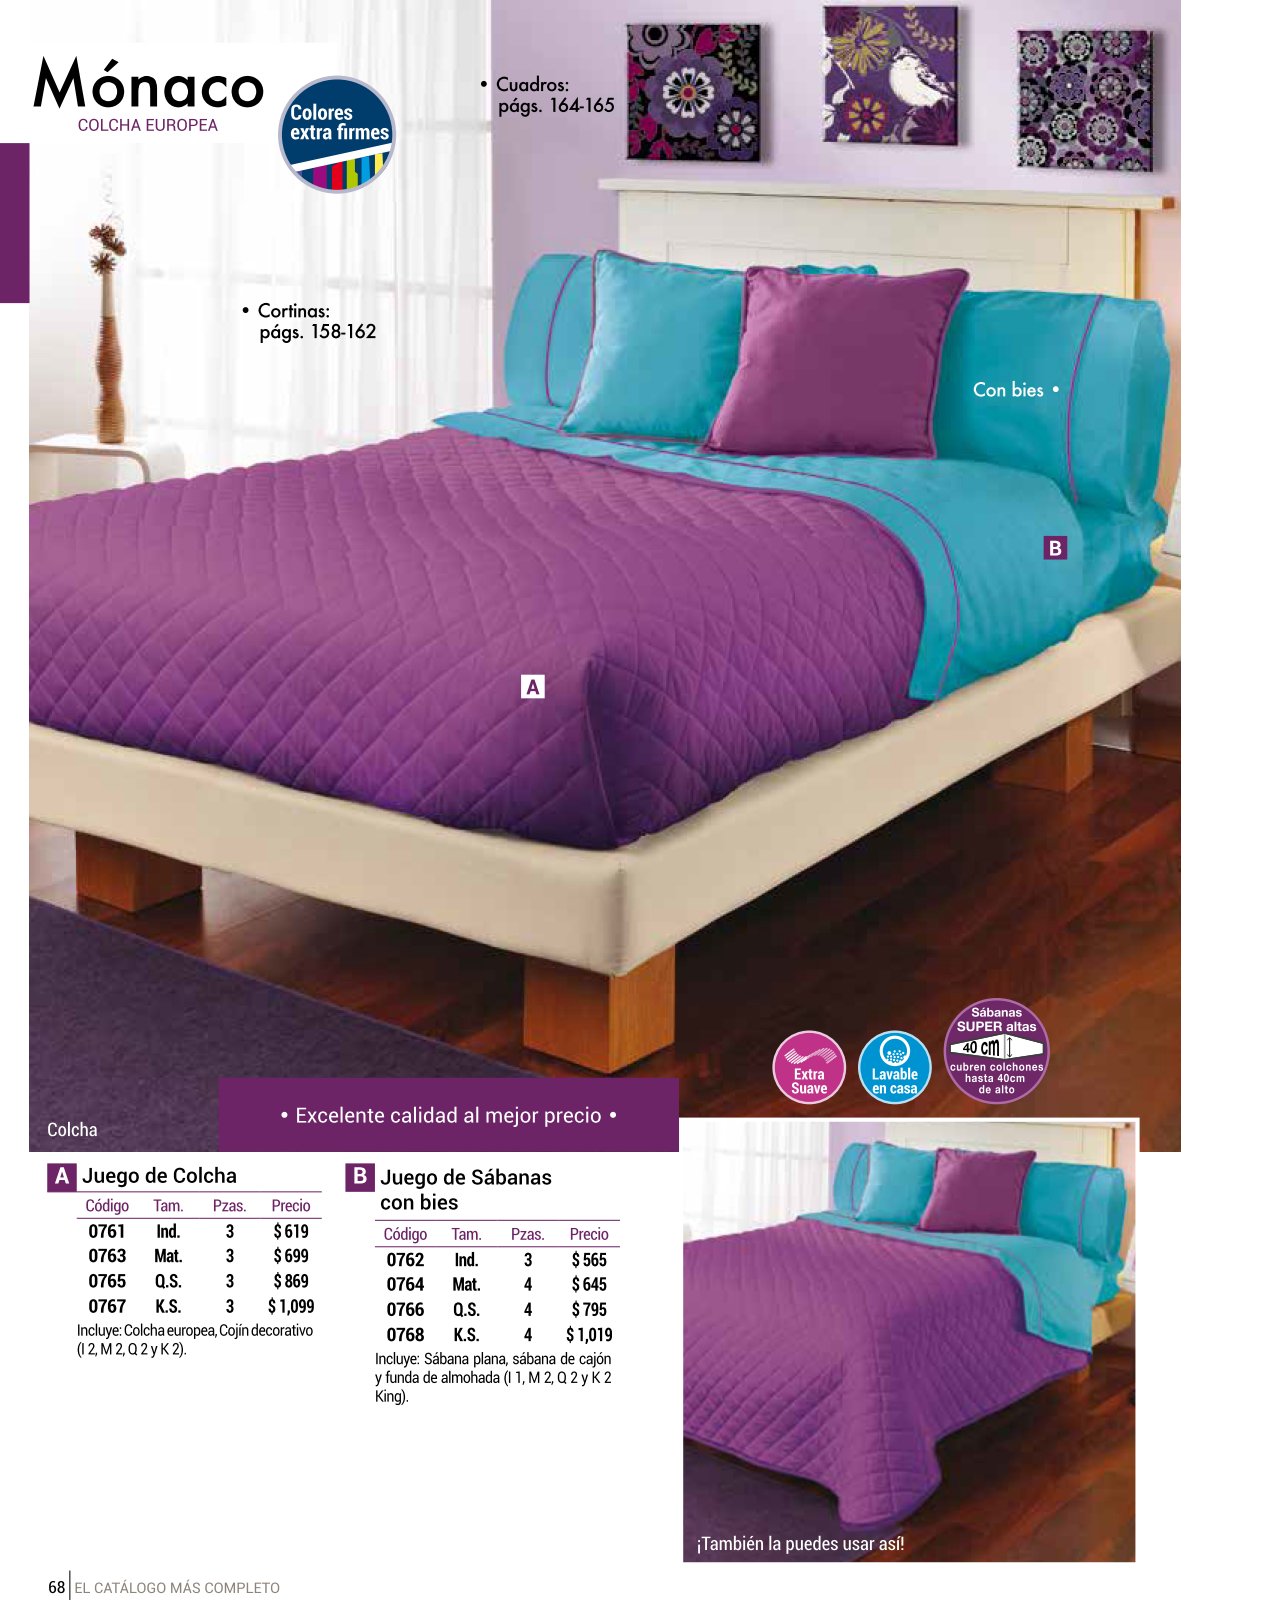 Mónaco
COLCHA EUROPEA
Colores
extra firmes
• Cuadros:
págs. 164-165
• Cortinas:
págs. 158-162
Con bies •
B
A
Sábanas
SUPER altas
40 cm
cubren colchones
hasta 40cm
de alto
Extra
Suave
Lavable
en casa
• Excelente calidad al mejor precio •
Colcha
A Juego de Colcha
Código Tam. Pzas. Precio
0761 Ind. 3 $ 619
0763 Mat. 3 $ 699
0765 Q.S. 3 $ 869
0767 K.S. 3 $ 1,099
Incluye: Colcha europea, Cojín decorativo
(I 2, M 2, Q 2 y K 2).
B Juego de Sábanas
con bies
Código Tam. Pzas. Precio
0762 Ind. 3 $ 565
0764 Mat. 4 $ 645
0766 Q.S. 4 $ 795
0768 K.S. 4 $ 1,019
Incluye: Sábana plana, sábana de cajón
y funda de almohada (I 1, M 2, Q 2 y K 2
King).
¡También la puedes usar así!
68 EL CATÁLOGO MÁS COMPLETO